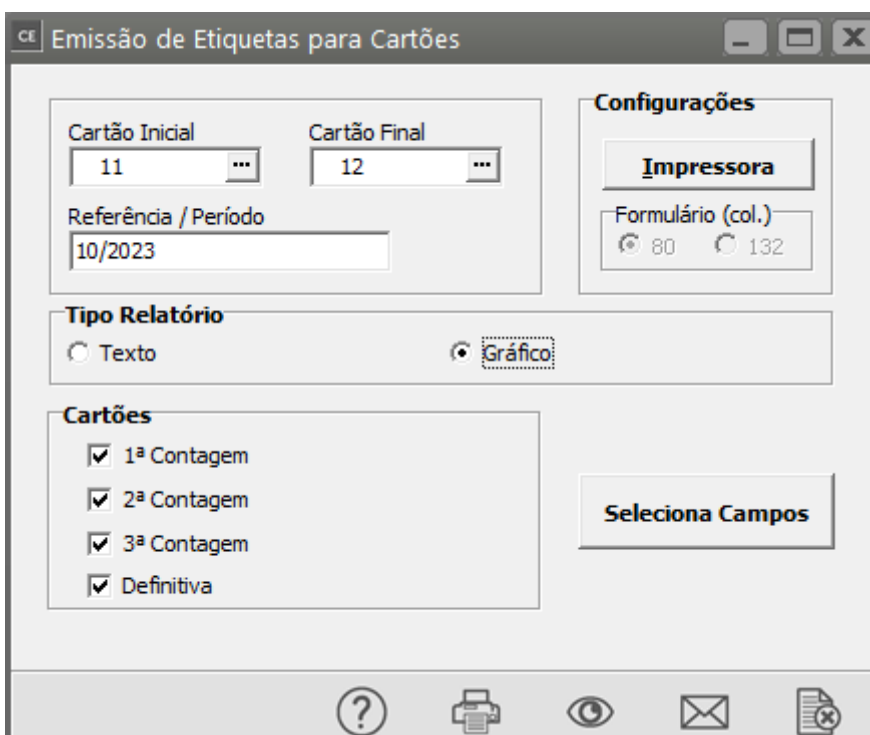 CE Emissão de Etiquetas para Cartões
Cartão Inicial
11 ...
Cartão Final
12 ...
Referência / Período
10/2023
Configurações
Impressora
Formulário (col.)
80 132
Tipo Relatório
Texto Gráfico
Cartões
1ª Contagem
2ª Contagem
3ª Contagem
Definitiva
Seleciona Campos
?